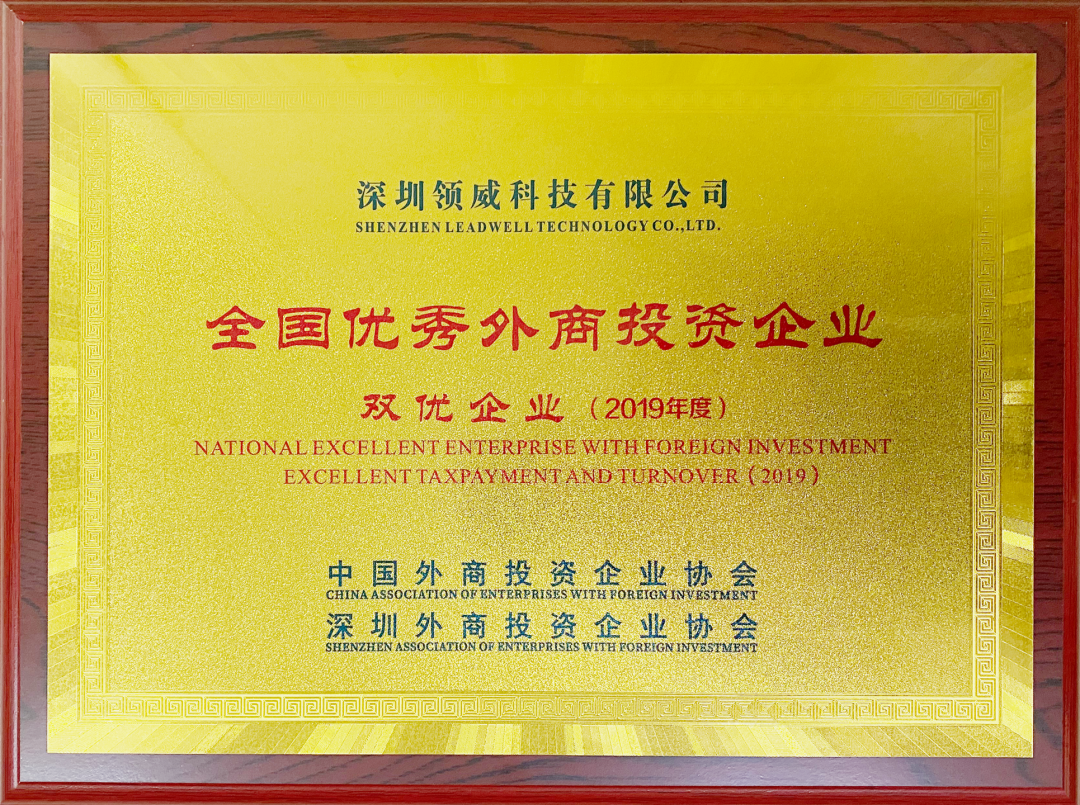 深圳领威科技有限公司
SHENZHEN LEADWELL TECHNOLOGY CO.,LTD.
全国优秀外商投资企业
双优企业（2019年度）
NATIONAL EXCELLENT ENTERPRISE WITH FOREIGN INVESTMENT
EXCELLENT TAXPAYMENT AND TURNOVER（2019）
中国外商投资企业协会
CHINA ASSOCIATION OF ENTERPRISES WITH FOREIGN INVESTMENT
深圳外商投资企业协会
SHENZHEN ASSOCIATION OF ENTERPRISES WITH FOREIGN INVESTMENT